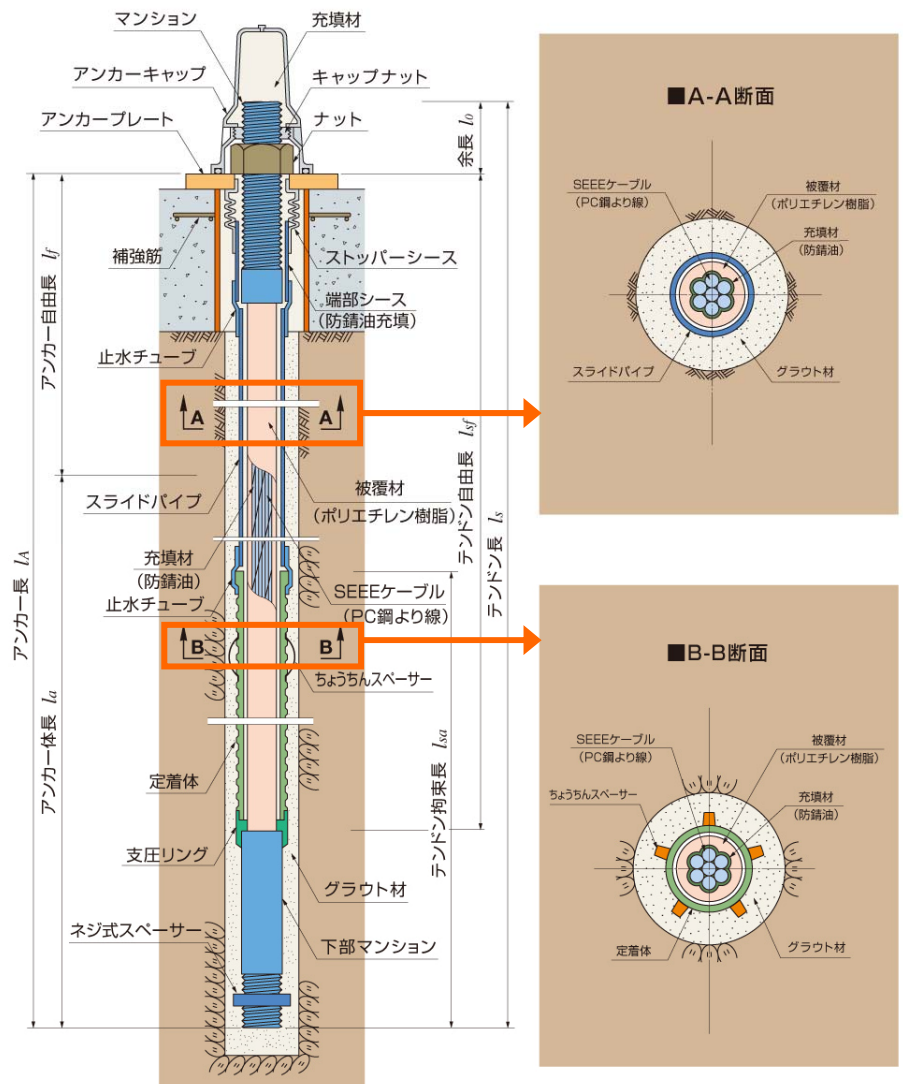 マンション
充填材
アンカーキャップ
キャップナット
アンカープレート
ナット
余長 lo
補強筋
ストッパーシース
端部シース
(防錆油充填)
止水チューブ
アンカー自由長 lf
A
A
スライドパイプ
被覆材
(ポリエチレン樹脂)
テンドン自由長 lsf
テンドン長 ls
充填材
(防錆油)
止水チューブ
SEEEケーブル
(PC鋼より線)
アンカー長 lA
B
B
ちょうちんスペーサー
アンカー体長 la
定着体
テンドン拘束長 lsa
支圧リング
グラウト材
ネジ式スペーサー
下部マンション
■A-A断面
SEEEケーブル
(PC鋼より線)
被覆材
(ポリエチレン樹脂)
充填材
(防錆油)
スライドパイプ
グラウト材
■B-B断面
SEEEケーブル
(PC鋼より線)
被覆材
(ポリエチレン樹脂)
ちょうちんスペーサー
充填材
(防錆油)
定着体
グラウト材